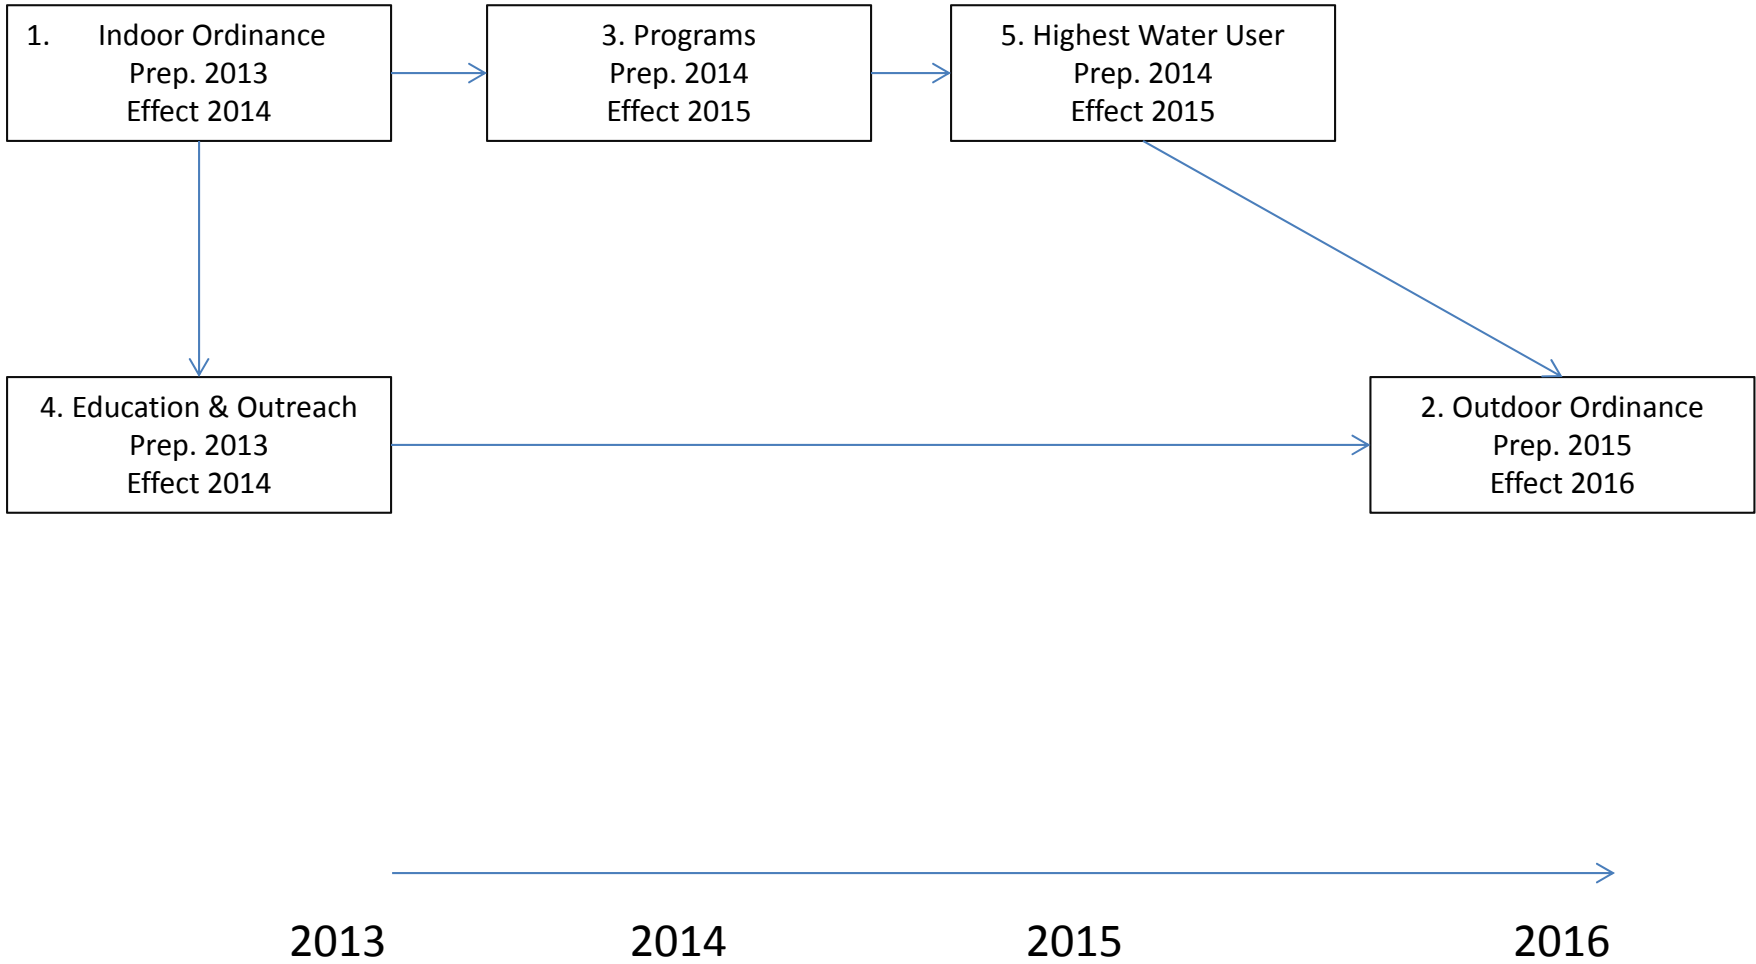 1. Indoor Ordinance
Prep. 2013
Effect 2014
3. Programs
Prep. 2014
Effect 2015
5. Highest Water User
Prep. 2014
Effect 2015
4. Education & Outreach
Prep. 2013
Effect 2014
2. Outdoor Ordinance
Prep. 2015
Effect 2016
2013 2014 2015 2016